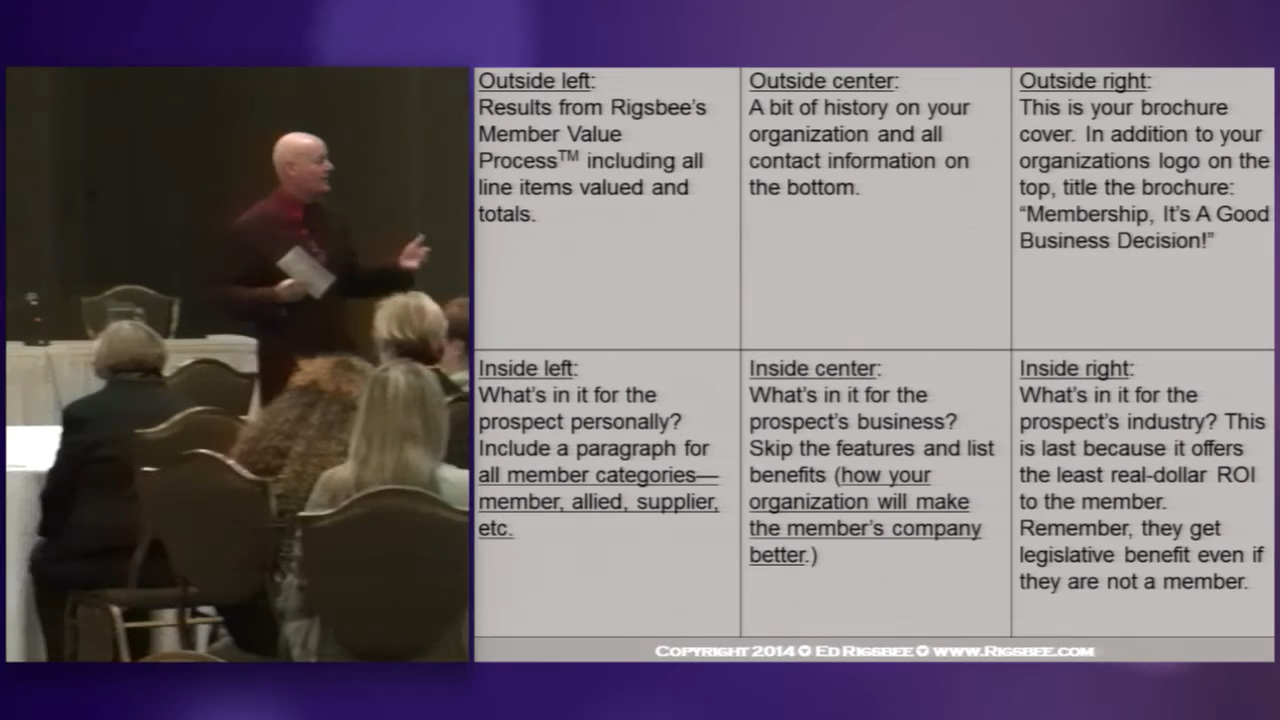 Outside left:
Results from Rigsbee's
Member Value
Process™ including all
line items valued and
totals.
Outside center:
A bit of history on your
organization and all
contact information on
the bottom.
Outside right:
This is your brochure
cover. In addition to your
organizations logo on the
top, title the brochure:
“Membership, It’s A Good
Business Decision!”
Inside left:
What’s in it for the
prospect personally?
Include a paragraph for
all member categories—
member, allied, supplier,
etc.
Inside center:
What’s in it for the
prospect’s business?
Skip the features and list
benefits (how your
organization will make
the member’s company
better.)
Inside right:
What’s in it for the
prospect’s industry? This
is last because it offers
the least real-dollar ROI
to the member.
Remember, they get
legislative benefit even if
they are not a member.
Copyright 2014 ✪ Ed Rigsbee ✪ www.Rigsbee.com